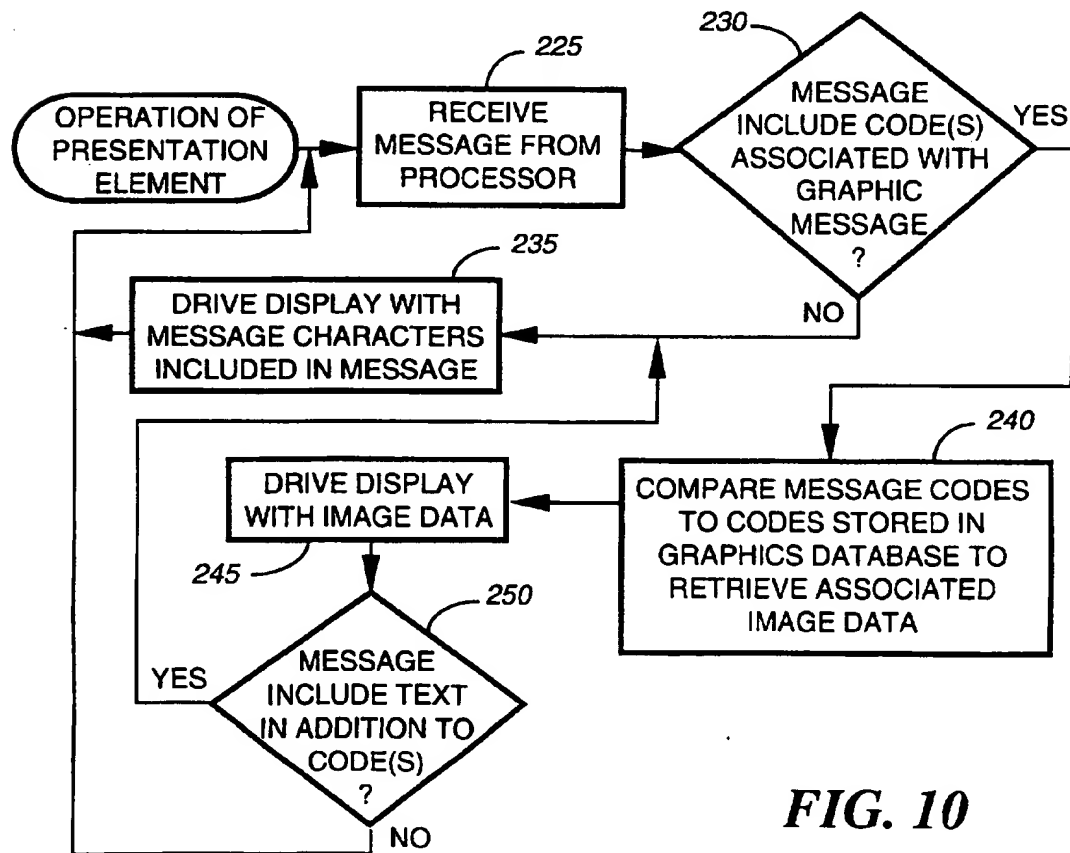 OPERATION OF
PRESENTATION
ELEMENT
225
RECEIVE
MESSAGE FROM
PROCESSOR
230
MESSAGE
INCLUDE CODE(S)
ASSOCIATED WITH
GRAPHIC
MESSAGE
?
YES
NO
235
DRIVE DISPLAY WITH
MESSAGE CHARACTERS
INCLUDED IN MESSAGE
240
COMPARE MESSAGE CODES
TO CODES STORED IN
GRAPHICS DATABASE TO
RETRIEVE ASSOCIATED
IMAGE DATA
DRIVE DISPLAY
WITH IMAGE DATA
245
250
MESSAGE
INCLUDE TEXT
IN ADDITION TO
CODE(S)
?
YES
NO
FIG. 10